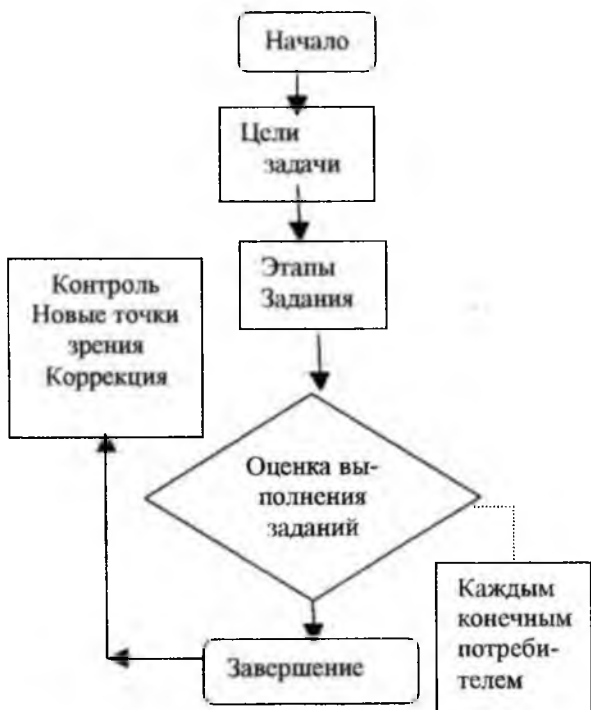 Начало
Цели
задачи
Этапы
Задания
Контроль
Новые точки
зрения
Коррекция
Оценка вы-
полнения
заданий
Каждым
конечным
потреби-
телем
Завершение